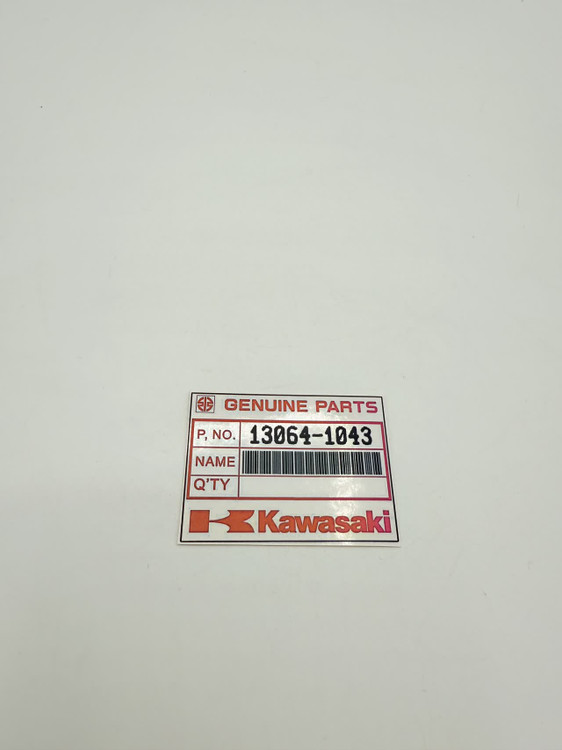 GENUINE PARTS
P, NO. 13064-1043
NAME
Q'TY
Kawasaki